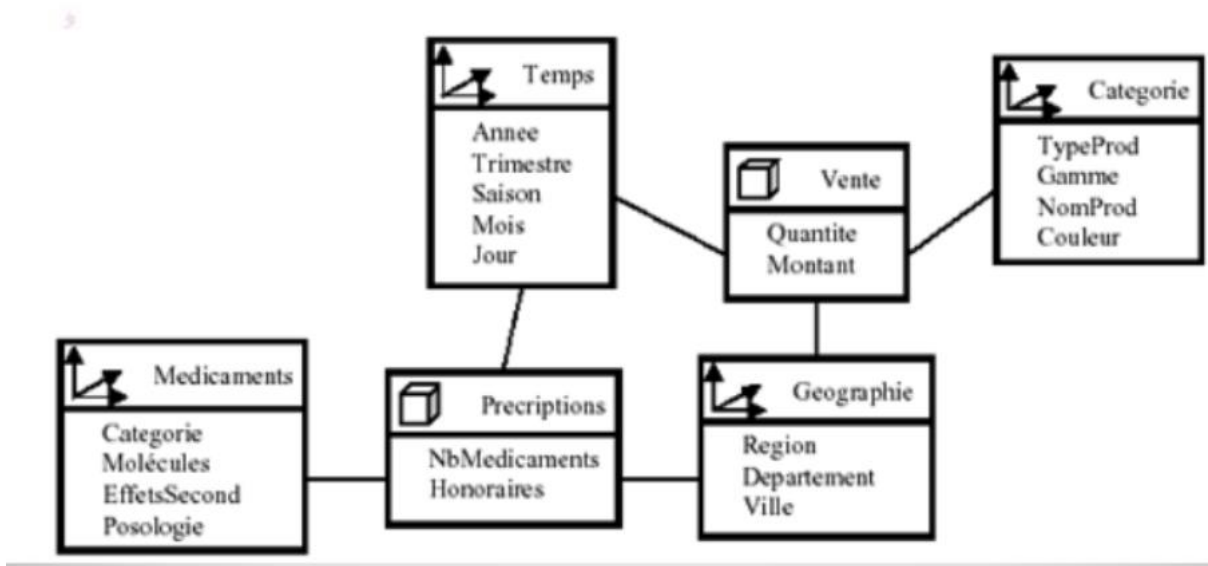 Temps
Annee
Trimestre
Saison
Mois
Jour
Categorie
TypeProd
Gamme
NomProd
Couleur
Vente
Quantite
Montant
Medicaments
Categorie
Molécules
EffetsSecond
Posologie
Precriptions
NbMedicaments
Honoraires
Geographie
Region
Departement
Ville